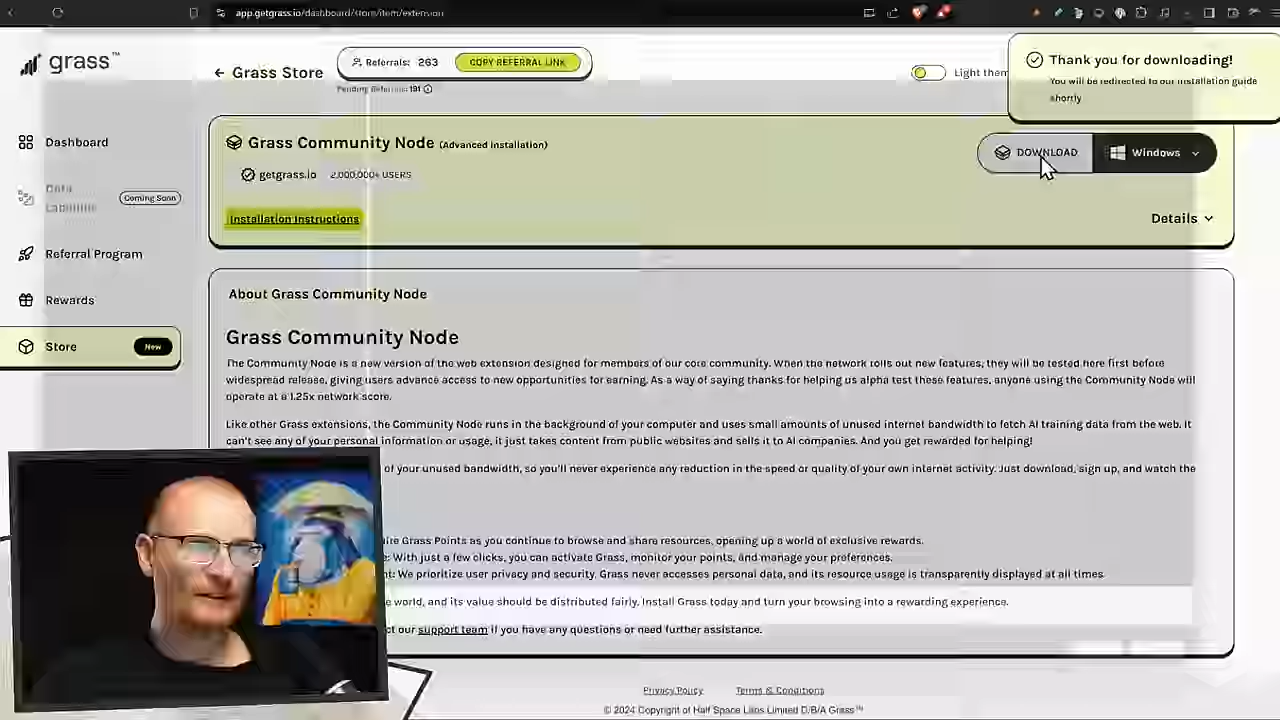 app.getgrass.io/dashboard/store/item/extension
grass™
Grass Store
Referrals: 263
COPY REFERRAL LINK
Pending Referrals: 191
Light them
Thank you for downloading!
You will be redirected to our installation guide
shortly
Dashboard
Data
Labelling
Coming Soon
Referral Program
Rewards
Store
New
Grass Community Node (Advanced Installation)
getgrass.io
2,000,000+ USERS
Installation Instructions
DOWNLOAD
Windows
Details
About Grass Community Node
Grass Community Node
The Community Node is a new version of the web extension designed for members of our core community. When the network rolls out new features, they will be tested here first before
widespread release, giving users advance access to new opportunities for earning. As a way of saying thanks for helping us alpha test these features, anyone using the Community Node will
operate at a 1.25x network score.
Like other Grass extensions, the Community Node runs in the background of your computer and uses small amounts of unused internet bandwidth to fetch AI training data from the web. It
can't see any of your personal information or usage, it just takes content from public websites and sells it to AI companies. And you get rewarded for helping!
of your unused bandwidth, so you'll never experience any reduction in the speed or quality of your own internet activity. Just download, sign up, and watch the
ire Grass Points as you continue to browse and share resources, opening up a world of exclusive rewards.
e: With just a few clicks, you can activate Grass, monitor your points, and manage your preferences.
nt: We prioritize user privacy and security. Grass never accesses personal data, and its resource usage is transparently displayed at all times.
e world, and its value should be distributed fairly. Install Grass today and turn your browsing into a rewarding experience.
ct our support team if you have any questions or need further assistance.
Privacy Policy
Terms & Conditions
© 2024 Copyright of Half Space Labs Limited D/B/A Grass™